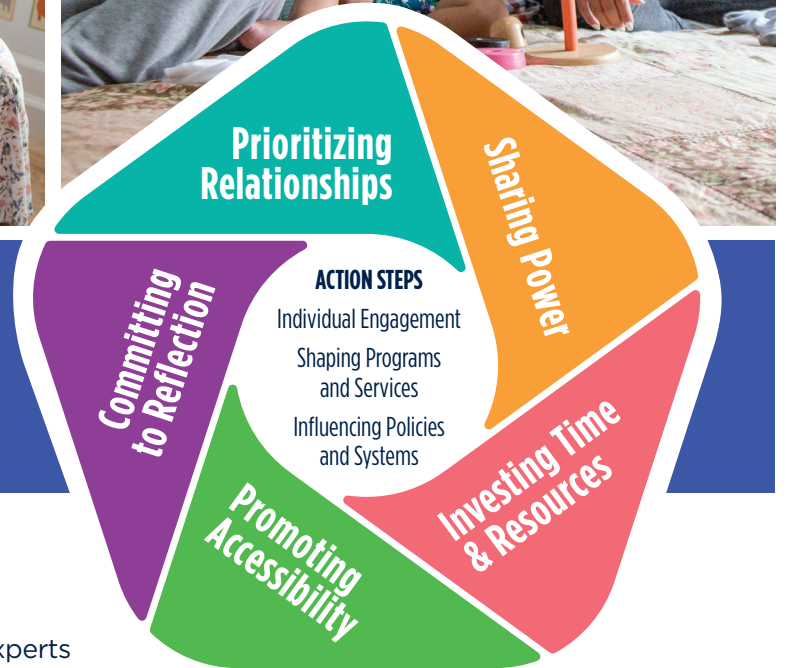 Prioritizing
Relationships
Sharing Power
Investing Time
& Resources
Promoting
Accessibility
Committing
to Reflection
ACTION STEPS
Individual Engagement
Shaping Programs
and Services
Influencing Policies
and Systems